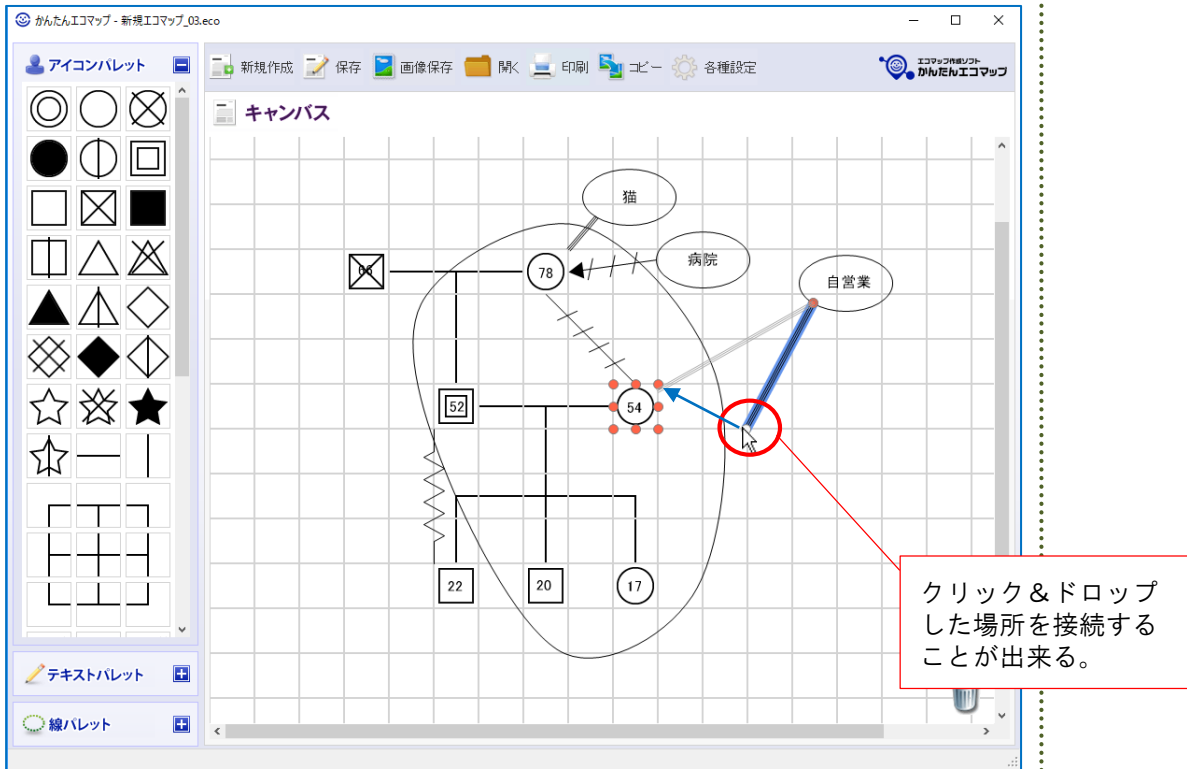 かんたんエコマップ - 新規エコマップ_03.eco
アイコンパレット
新規作成 保存 画像保存 開く 印刷 コピー 各種設定
エコマップ作成ソフト
かんたんエコマップ
キャンバス
猫
病院
自営業
66
78
52
54
22
20
17
クリック＆ドロップ
した場所を接続する
ことが出来る。
テキストパレット
線パレット